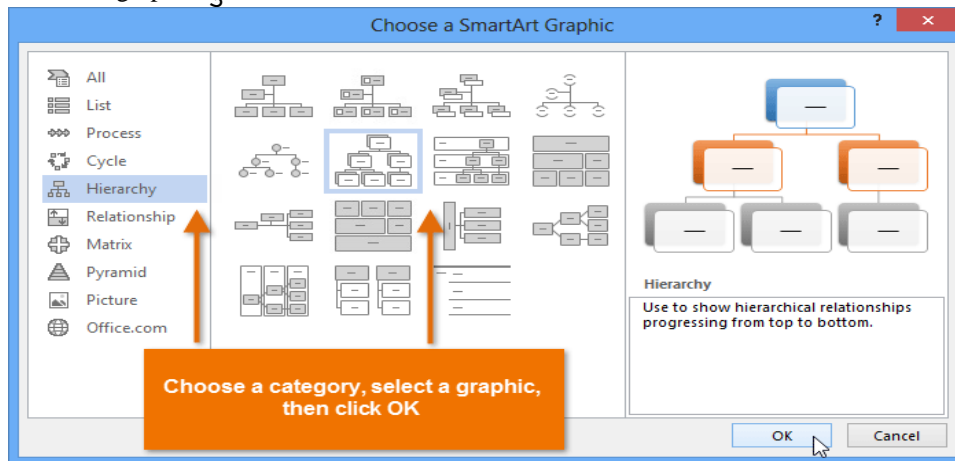 Choose a SmartArt Graphic
?
All
List
Process
Cycle
Hierarchy
Relationship
Matrix
Pyramid
Picture
Office.com
Hierarchy
Use to show hierarchical relationships
progressing from top to bottom.
Choose a category, select a graphic,
then click OK
OK
Cancel